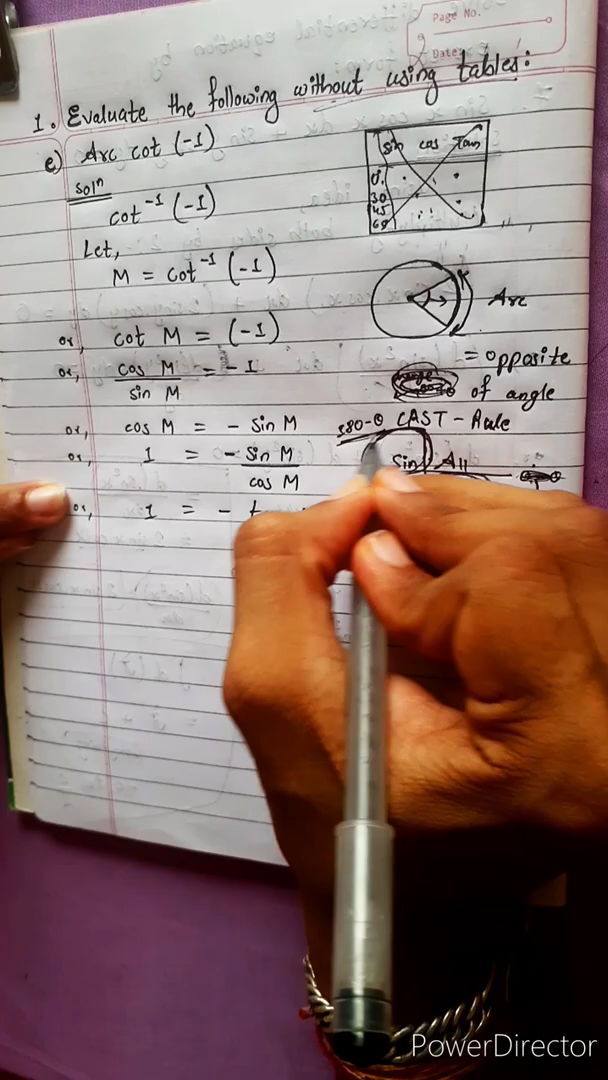 Page No.
Date:
1. Evaluate the following without using tables:
e) Arc cot (-1)
Solⁿ
cot⁻¹ (-1)
Let,
M = cot⁻¹ (-1)
or, cot M = (-1)
or, cos M / sin M = -1
or, cos M = - sin M
or, 1 = - sin M / cos M
or, 1 = - t
sin cos Tan
0
30
45
60
Arc
= opposite
of angle
180-θ CAST - Rule
Sin All
PowerDirector